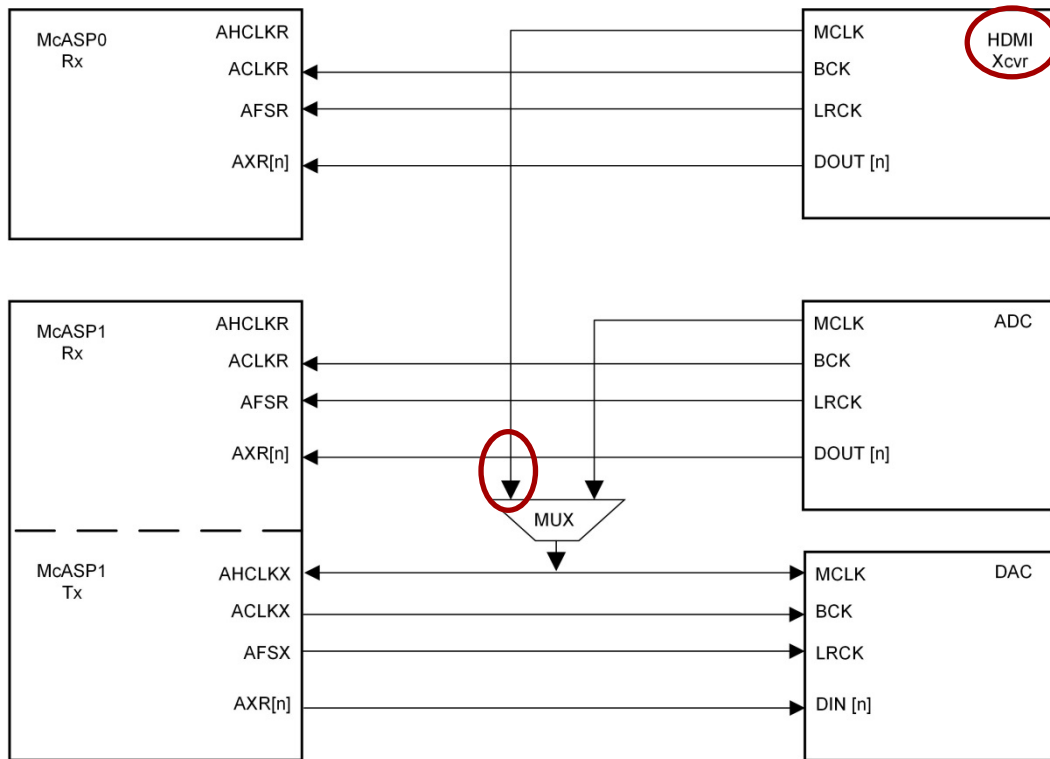 McASP0
Rx
AHCLKR
ACLKR
AFSR
AXR[n]
MCLK
BCK
LRCK
DOUT [n]
HDMI
Xcvr
McASP1
Rx
AHCLKR
ACLKR
AFSR
AXR[n]
MCLK
BCK
LRCK
DOUT [n]
ADC
MUX
McASP1
Tx
AHCLKX
ACLKX
AFSX
AXR[n]
MCLK
BCK
LRCK
DIN [n]
DAC